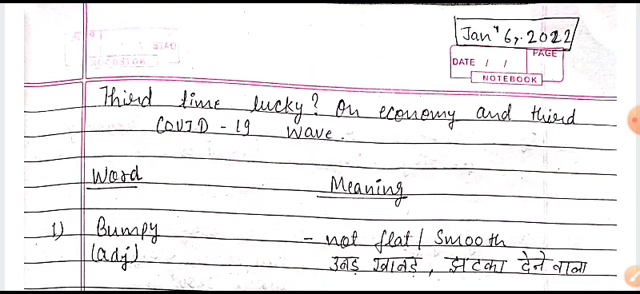 Jan' 6, 2022
PAGE
DATE / /
NOTEBOOK
Third time lucky? On economy and third
COVID-19 wave.
Word Meaning
1) Bumpy - not flat / smooth
(adj) उबड़ खाबड़, झटका देने वाला